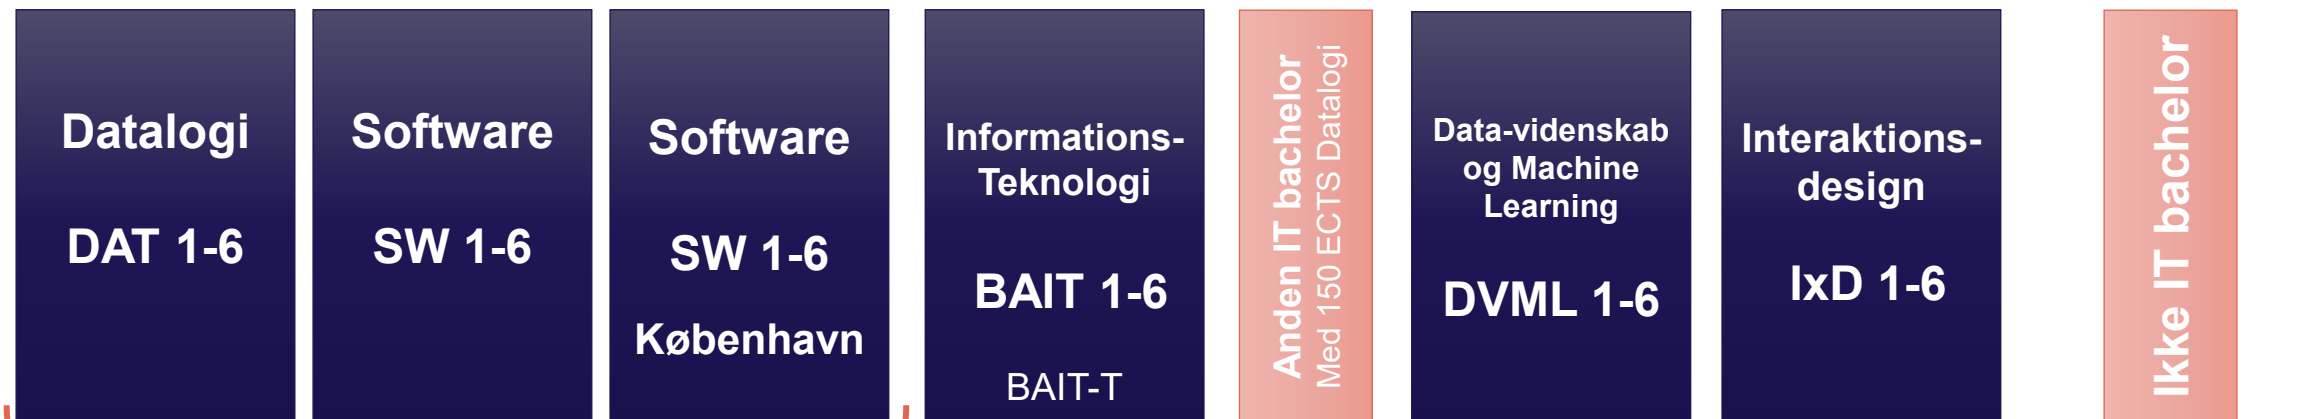 Datalogi
DAT 1-6
Software
SW 1-6
Software
SW 1-6
København
Informations-
Teknologi
BAIT 1-6
BAIT-T
Anden IT bachelor
Med 150 ECTS Datalogi
Data-videnskab
og Machine
Learning
DVML 1-6
Interaktions-
design
IxD 1-6
Ikke IT bachelor